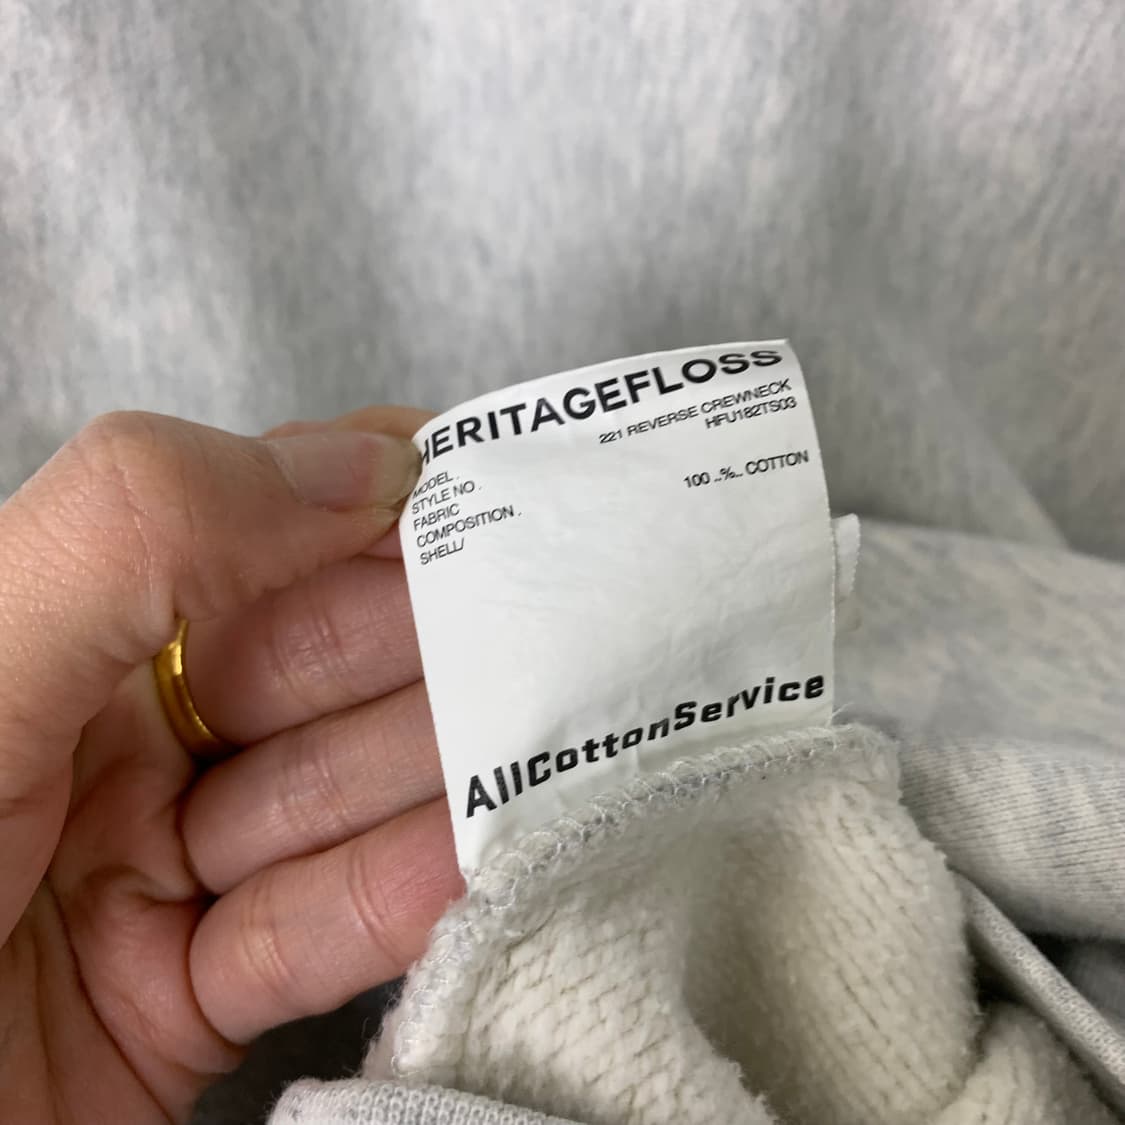 HERITAGEFLOSS
MODEL. 221 REVERSE CREWNECK
STYLE NO. HFU182TS03
FABRIC
COMPOSITION.
SHELL/ 100 ..%.. COTTON
AllCottonService